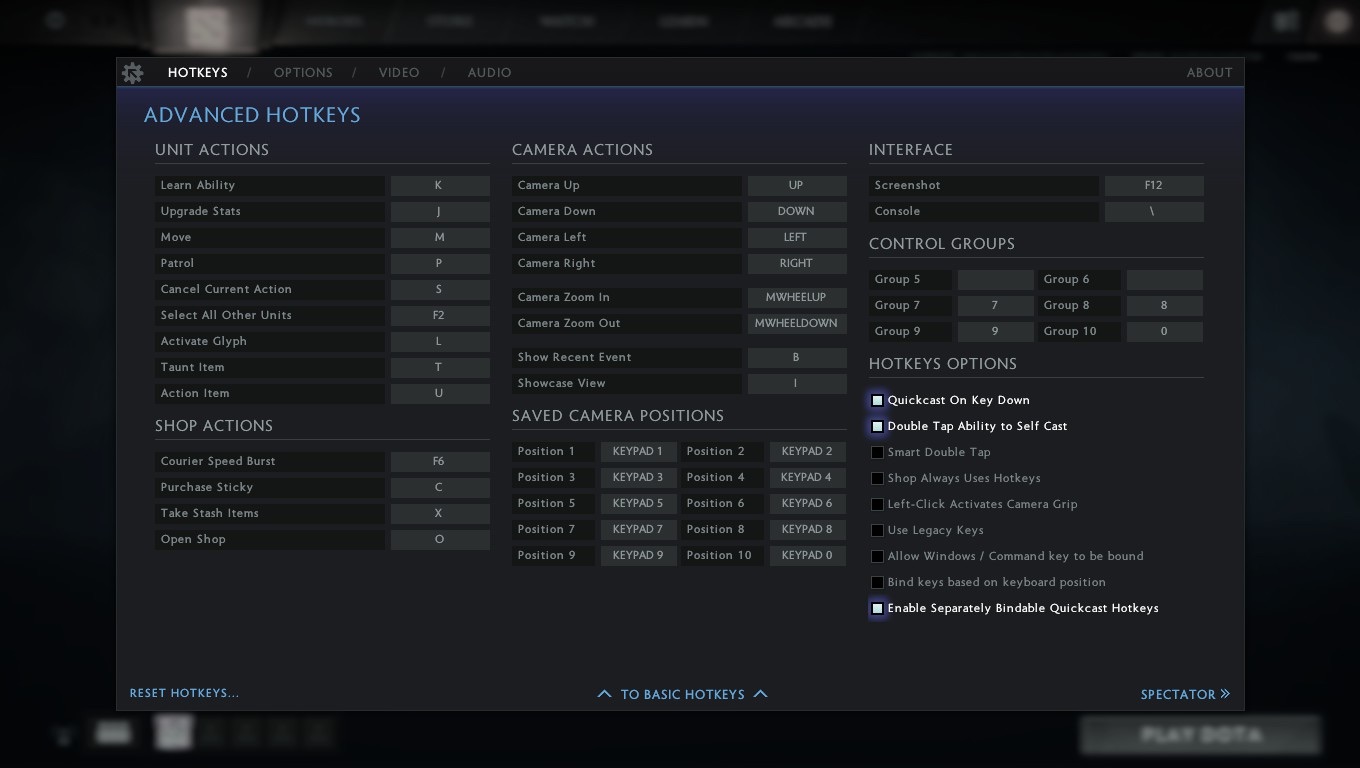 STORE
WATCH
LEARN
ARCADE
HOTKEYS / OPTIONS / VIDEO / AUDIO
ABOUT
ADVANCED HOTKEYS
UNIT ACTIONS
Learn Ability K
Upgrade Stats J
Move M
Patrol P
Cancel Current Action S
Select All Other Units F2
Activate Glyph L
Taunt Item T
Action Item U
SHOP ACTIONS
Courier Speed Burst F6
Purchase Sticky C
Take Stash Items X
Open Shop O
CAMERA ACTIONS
Camera Up UP
Camera Down DOWN
Camera Left LEFT
Camera Right RIGHT
Camera Zoom In MWHEELUP
Camera Zoom Out MWHEELDOWN
Show Recent Event B
Showcase View I
SAVED CAMERA POSITIONS
Position 1 KEYPAD 1 Position 2 KEYPAD 2
Position 3 KEYPAD 3 Position 4 KEYPAD 4
Position 5 KEYPAD 5 Position 6 KEYPAD 6
Position 7 KEYPAD 7 Position 8 KEYPAD 8
Position 9 KEYPAD 9 Position 10 KEYPAD 0
INTERFACE
Screenshot F12
Console \
CONTROL GROUPS
Group 5 Group 6
Group 7 7 Group 8 8
Group 9 9 Group 10 0
HOTKEYS OPTIONS
Quickcast On Key Down
Double Tap Ability to Self Cast
Smart Double Tap
Shop Always Uses Hotkeys
Left-Click Activates Camera Grip
Use Legacy Keys
Allow Windows / Command key to be bound
Bind keys based on keyboard position
Enable Separately Bindable Quickcast Hotkeys
RESET HOTKEYS...
TO BASIC HOTKEYS
SPECTATOR
PLAY DOTA